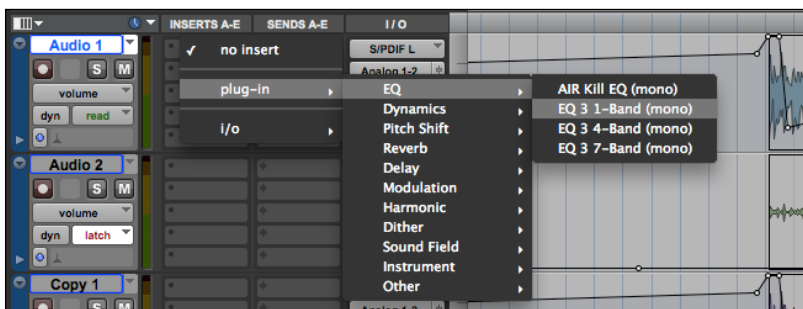 INSERTS A-E SENDS A-E I / O
Audio 1
no insert
S/PDIF L
S M
Analog 1-2
volume
plug-in
EQ
AIR Kill EQ (mono)
dyn read
Dynamics
EQ 3 1-Band (mono)
i/o
Pitch Shift
EQ 3 4-Band (mono)
Reverb
EQ 3 7-Band (mono)
Audio 2
Delay
S M
Modulation
volume
Harmonic
dyn latch
Dither
Sound Field
Instrument
Copy 1
Other
S M